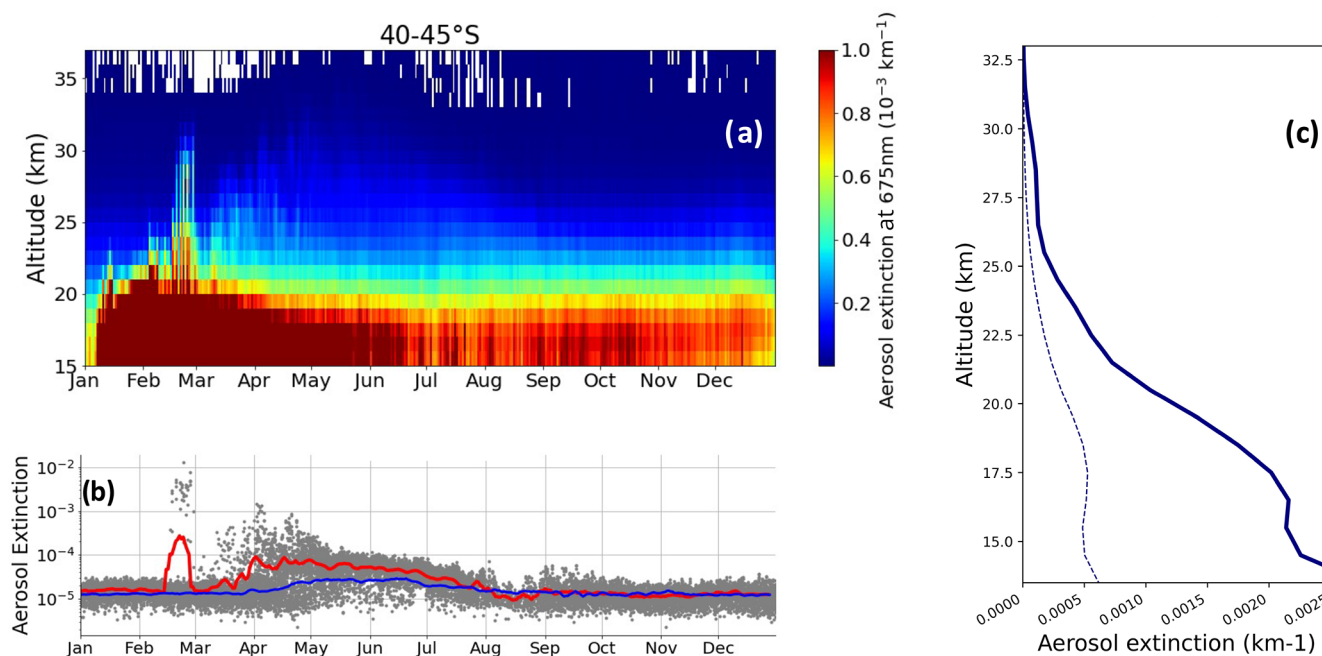 40-45°S
(a)
Altitude (km)
35
30
25
20
15
Jan Feb Mar Apr May Jun Jul Aug Sep Oct Nov Dec
1.0
0.8
0.6
0.4
0.2
Aerosol extinction at 675nm (10⁻³ km⁻¹)
(b)
Aerosol Extinction
10⁻²
10⁻³
10⁻⁴
10⁻⁵
Jan Feb Mar Apr May Jun Jul Aug Sep Oct Nov Dec
(c)
Altitude (km)
32.5
30.0
27.5
25.0
22.5
20.0
17.5
15.0
0.0000 0.0005 0.0010 0.0015 0.0020 0.0025
Aerosol extinction (km-1)